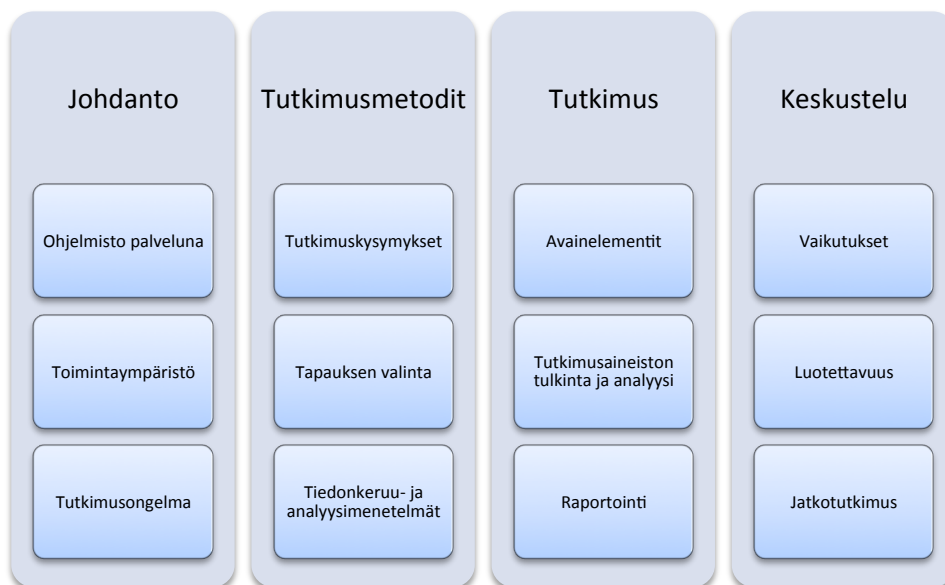 Johdanto
Ohjelmisto palveluna
Toimintaympäristö
Tutkimusongelma
Tutkimusmetodit
Tutkimuskysymykset
Tapauksen valinta
Tiedonkeruu- ja
analyysimenetelmät
Tutkimus
Avainelementit
Tutkimusaineiston
tulkinta ja analyysi
Raportointi
Keskustelu
Vaikutukset
Luotettavuus
Jatkotutkimus